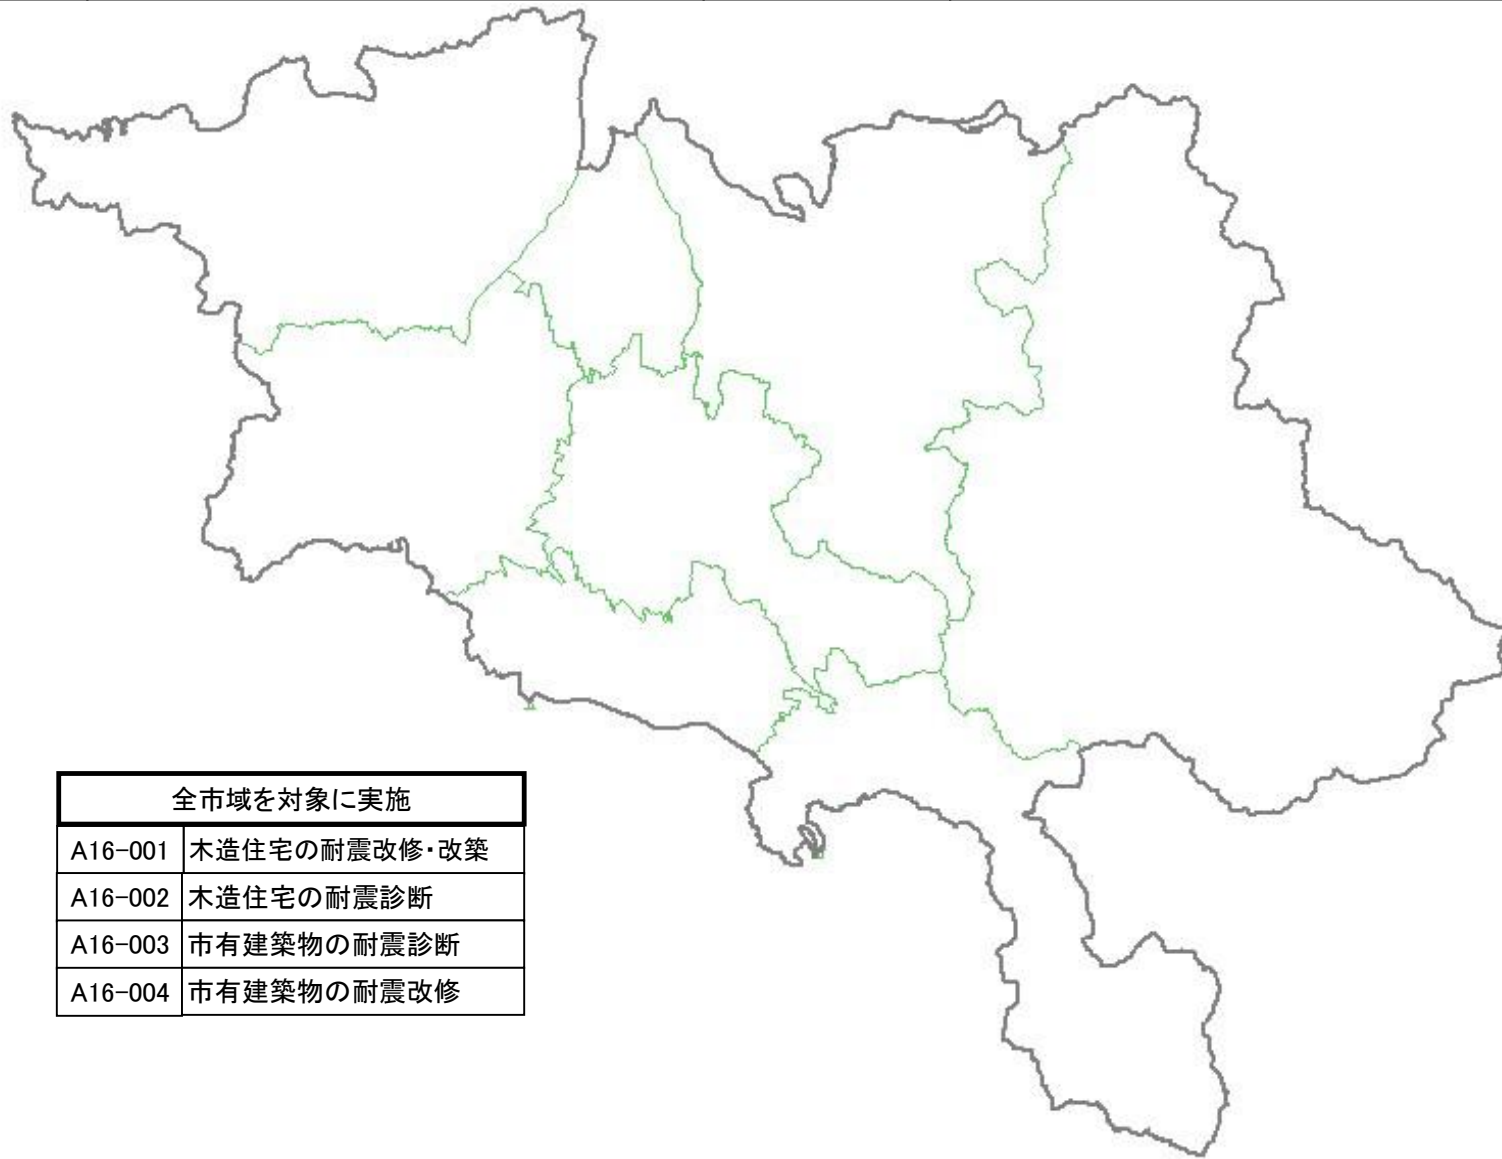 全市域を対象に実施
A16-001 木造住宅の耐震改修・改築
A16-002 木造住宅の耐震診断
A16-003 市有建築物の耐震診断
A16-004 市有建築物の耐震改修